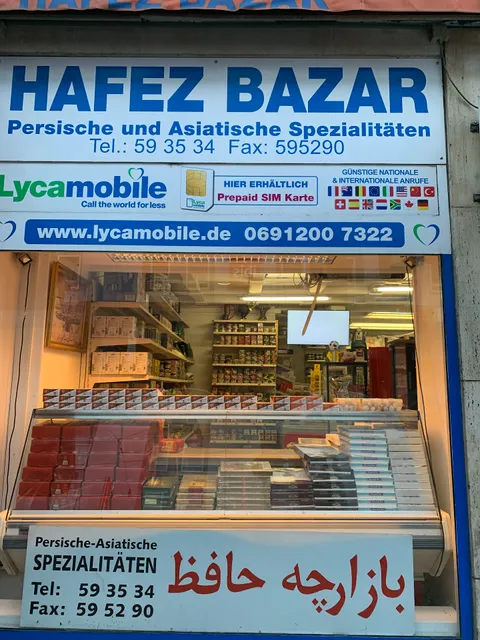 HAFEZ BAZAR
HAFEZ BAZAR
Persische und Asiatische Spezialitäten
Tel.: 59 35 34 Fax: 595290
Lycamobile
Call the world for less
HIER ERHÄLTLICH
Prepaid SIM Karte
GÜNSTIGE NATIONALE
& INTERNATIONALE ANRUFE
www.lycamobile.de 0691200 7322
Persische-Asiatische
SPEZIALITÄTEN
Tel: 59 35 34
Fax: 59 52 90
بازارچه حافظ